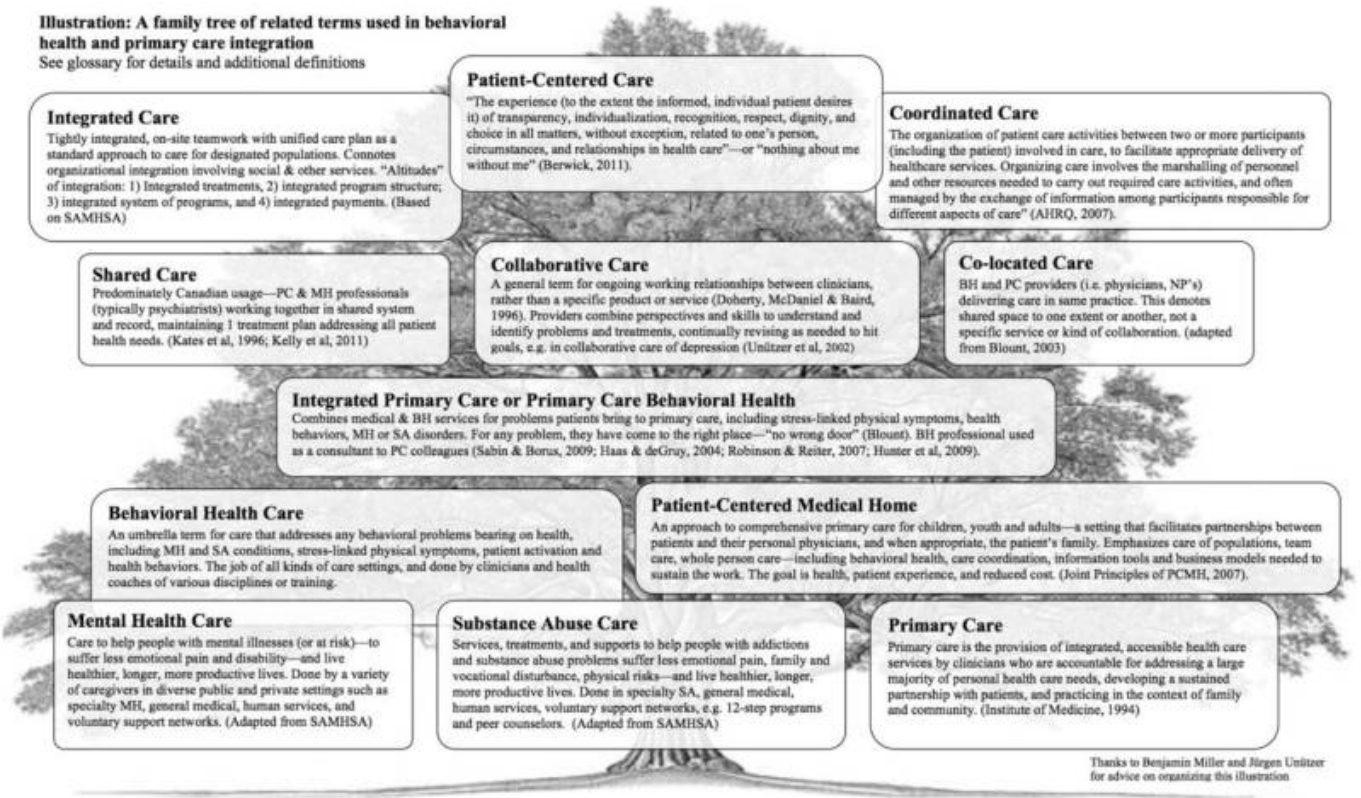 Illustration: A family tree of related terms used in behavioral
health and primary care integration
See glossary for details and additional definitions
Patient-Centered Care
"The experience (to the extent the informed, individual patient desires
it) of transparency, individualization, recognition, respect, dignity, and
choice in all matters, without exception, related to one's person,
circumstances, and relationships in health care"—or "nothing about me
without me" (Berwick, 2011).
Integrated Care
Tightly integrated, on-site teamwork with unified care plan as a
standard approach to care for designated populations. Connotes
organizational integration involving social & other services. "Altitudes"
of integration: 1) Integrated treatments, 2) integrated program structure;
3) integrated system of programs, and 4) integrated payments. (Based
on SAMHSA)
Coordinated Care
The organization of patient care activities between two or more participants
(including the patient) involved in care, to facilitate appropriate delivery of
healthcare services. Organizing care involves the marshalling of personnel
and other resources needed to carry out required care activities, and often
managed by the exchange of information among participants responsible for
different aspects of care" (AHRQ, 2007).
Shared Care
Predominately Canadian usage—PC & MH professionals
(typically psychiatrists) working together in shared system
and record, maintaining 1 treatment plan addressing all patient
health needs. (Kates et al, 1996; Kelly et al, 2011)
Collaborative Care
A general term for ongoing working relationships between clinicians,
rather than a specific product or service (Doherty, McDaniel & Baird,
1996). Providers combine perspectives and skills to understand and
identify problems and treatments, continually revising as needed to hit
goals, e.g. in collaborative care of depression (Unützer et al, 2002)
Co-located Care
BH and PC providers (i.e. physicians, NP's)
delivering care in same practice. This denotes
shared space to one extent or another, not a
specific service or kind of collaboration. (adapted
from Blount, 2003)
Integrated Primary Care or Primary Care Behavioral Health
Combines medical & BH services for problems patients bring to primary care, including stress-linked physical symptoms, health
behaviors, MH or SA disorders. For any problem, they have come to the right place—"no wrong door" (Blount). BH professional used
as a consultant to PC colleagues (Sabin & Borus, 2009; Haas & deGruy, 2004; Robinson & Reiter, 2007; Hunter et al, 2009).
Behavioral Health Care
An umbrella term for care that addresses any behavioral problems bearing on health,
including MH and SA conditions, stress-linked physical symptoms, patient activation and
health behaviors. The job of all kinds of care settings, and done by clinicians and health
coaches of various disciplines or training.
Patient-Centered Medical Home
An approach to comprehensive primary care for children, youth and adults—a setting that facilitates partnerships between
patients and their personal physicians, and when appropriate, the patient's family. Emphasizes care of populations, team
care, whole person care—including behavioral health, care coordination, information tools and business models needed to
sustain the work. The goal is health, patient experience, and reduced cost. (Joint Principles of PCMH, 2007).
Mental Health Care
Care to help people with mental illnesses (or at risk)—to
suffer less emotional pain and disability—and live
healthier, longer, more productive lives. Done by a variety
of caregivers in diverse public and private settings such as
specialty MH, general medical, human services, and
voluntary support networks. (Adapted from SAMHSA)
Substance Abuse Care
Services, treatments, and supports to help people with addictions
and substance abuse problems suffer less emotional pain, family and
vocational disturbance, physical risks—and live healthier, longer,
more productive lives. Done in specialty SA, general medical,
human services, voluntary support networks, e.g. 12-step programs
and peer counselors. (Adapted from SAMHSA)
Primary Care
Primary care is the provision of integrated, accessible health care
services by clinicians who are accountable for addressing a large
majority of personal health care needs, developing a sustained
partnership with patients, and practicing in the context of family
and community. (Institute of Medicine, 1994)
Thanks to Benjamin Miller and Jürgen Unützer
for advice on organizing this illustration